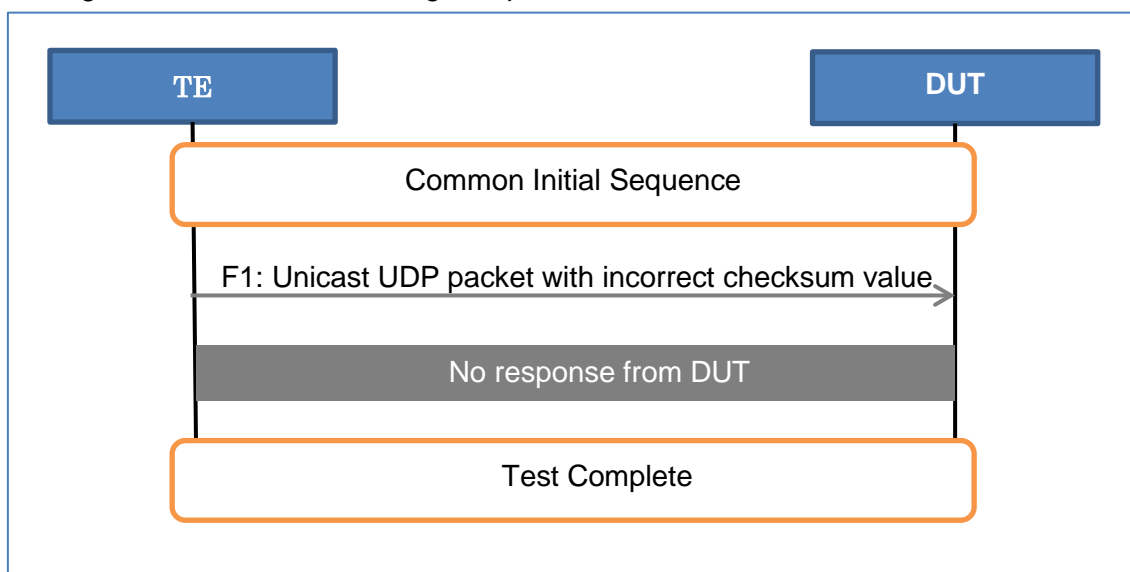 TE
DUT
Common Initial Sequence
F1: Unicast UDP packet with incorrect checksum value
No response from DUT
Test Complete